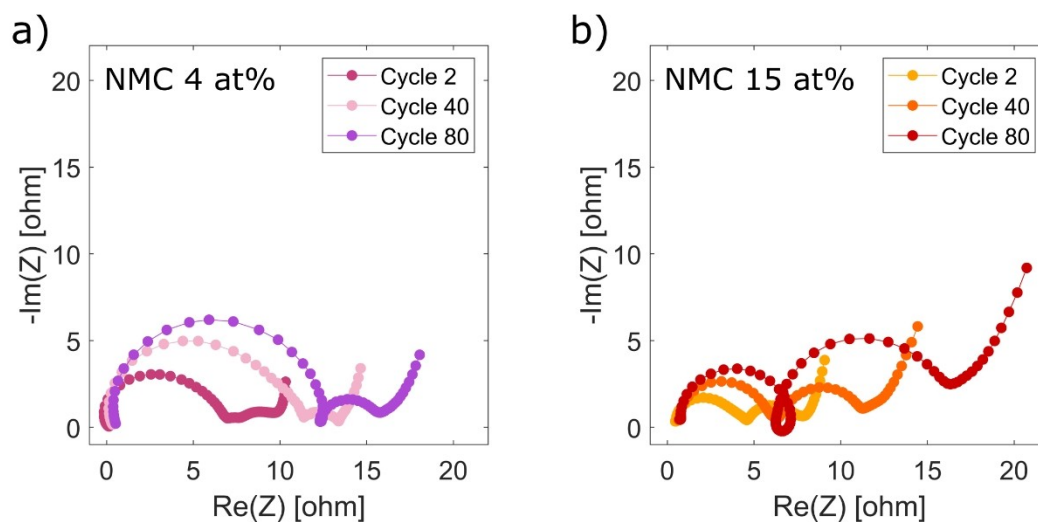 a)
NMC 4 at%
Cycle 2
Cycle 40
Cycle 80
-Im(Z) [ohm]
20
15
10
5
0
0 5 10 15 20
Re(Z) [ohm]
b)
NMC 15 at%
Cycle 2
Cycle 40
Cycle 80
-Im(Z) [ohm]
20
15
10
5
0
0 5 10 15 20
Re(Z) [ohm]